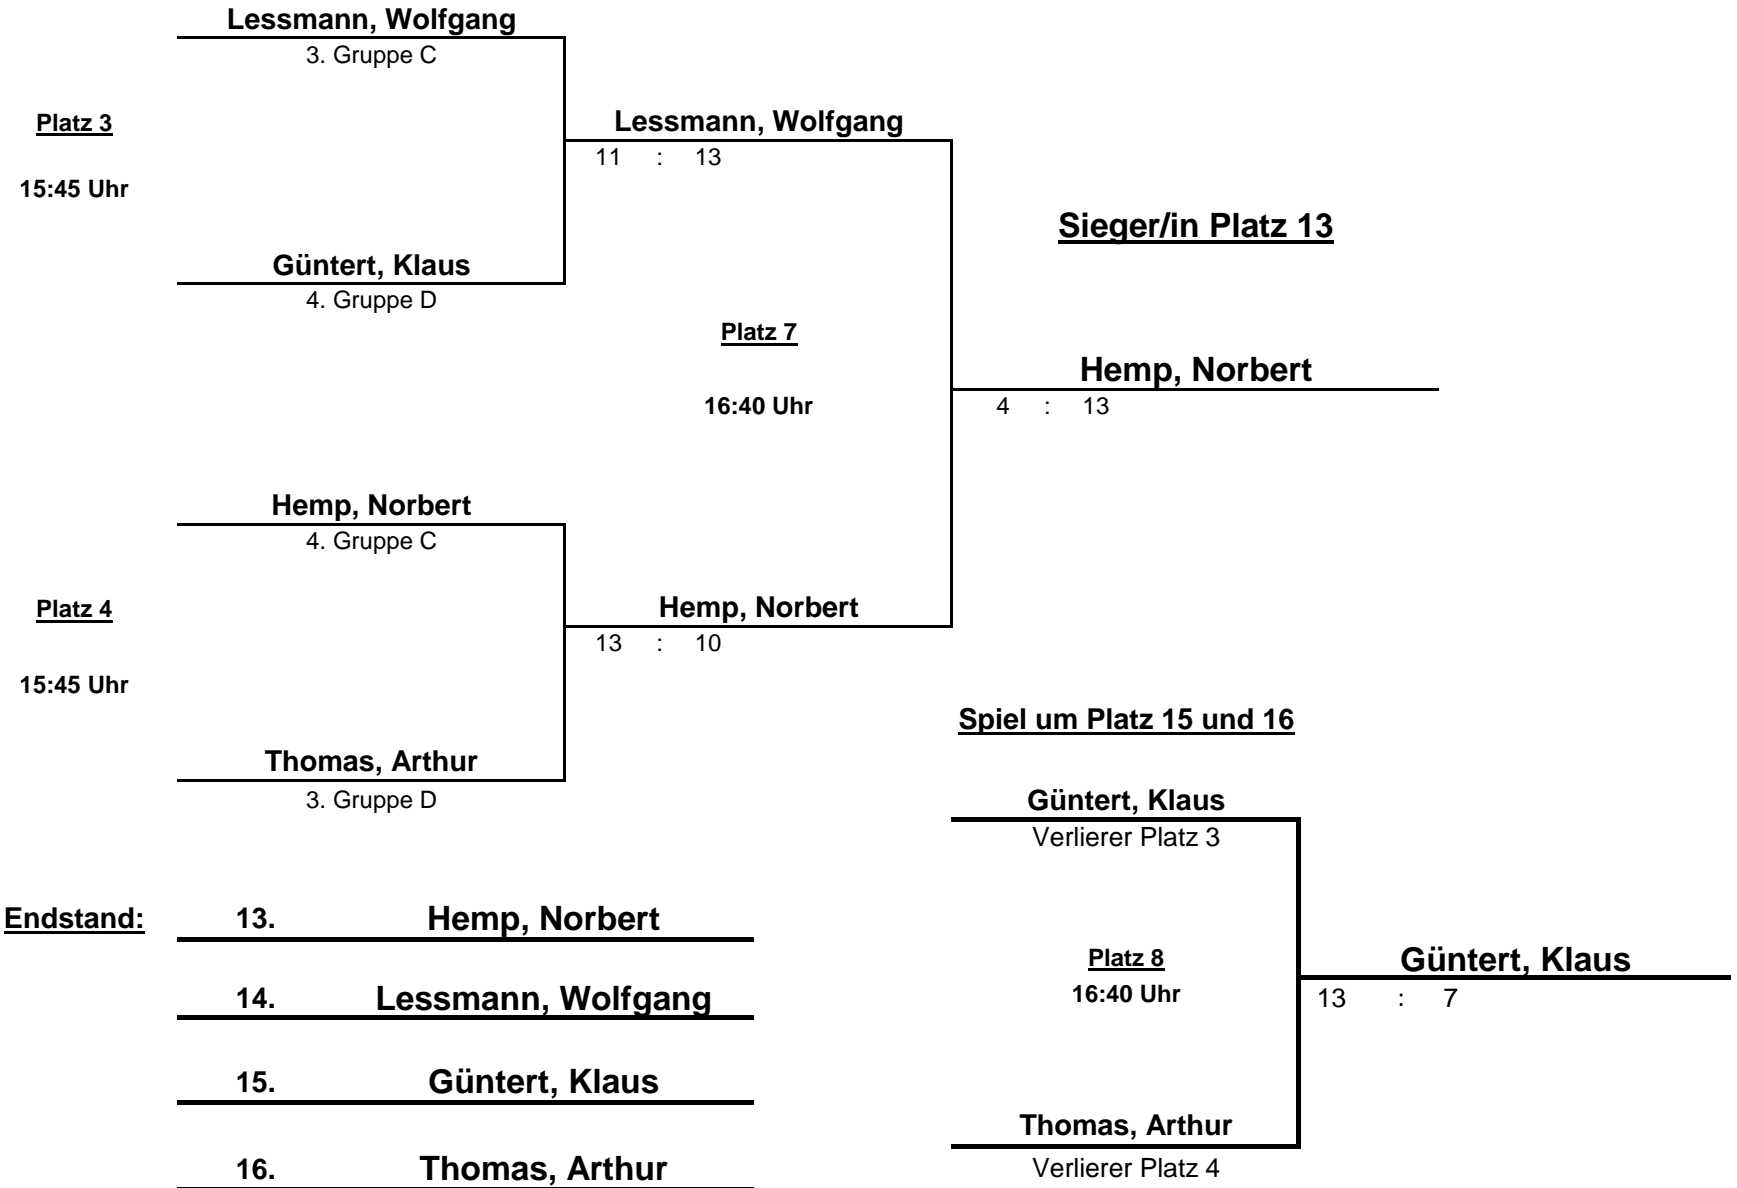 Lessmann, Wolfgang
3. Gruppe C
Platz 3
Lessmann, Wolfgang
11 : 13
15:45 Uhr
Sieger/in Platz 13
Güntert, Klaus
4. Gruppe D
Platz 7
Hemp, Norbert
16:40 Uhr
4 : 13
Hemp, Norbert
4. Gruppe C
Platz 4
Hemp, Norbert
13 : 10
15:45 Uhr
Spiel um Platz 15 und 16
Thomas, Arthur
3. Gruppe D
Güntert, Klaus
Verlierer Platz 3
Endstand: 13. Hemp, Norbert
Platz 8
Güntert, Klaus
16:40 Uhr
13 : 7
14. Lessmann, Wolfgang
15. Güntert, Klaus
Thomas, Arthur
Verlierer Platz 4
16. Thomas, Arthur